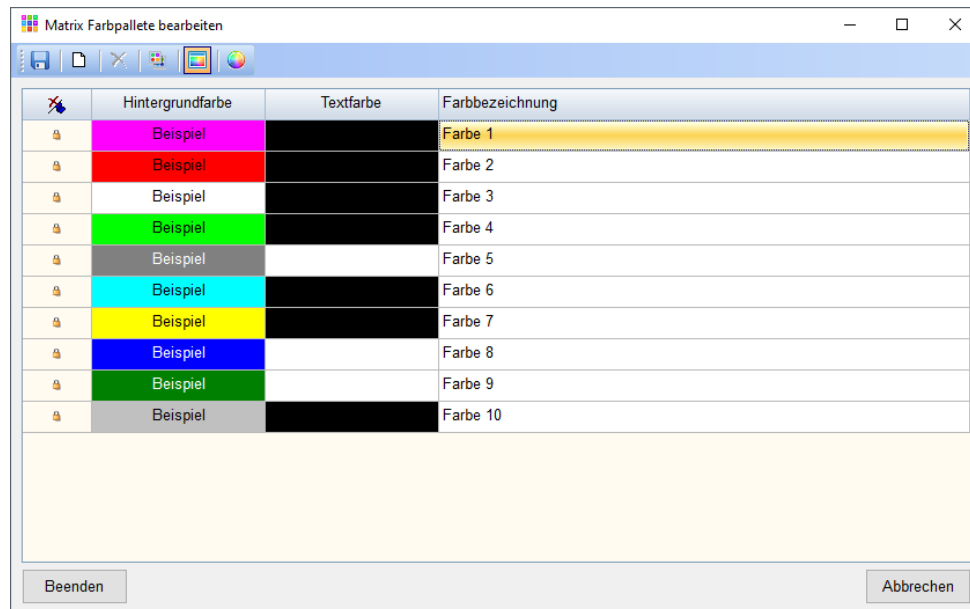 Matrix Farbpallete bearbeiten
Hintergrundfarbe Textfarbe Farbbezeichnung
Beispiel Farbe 1
Beispiel Farbe 2
Beispiel Farbe 3
Beispiel Farbe 4
Beispiel Farbe 5
Beispiel Farbe 6
Beispiel Farbe 7
Beispiel Farbe 8
Beispiel Farbe 9
Beispiel Farbe 10
Beenden Abbrechen